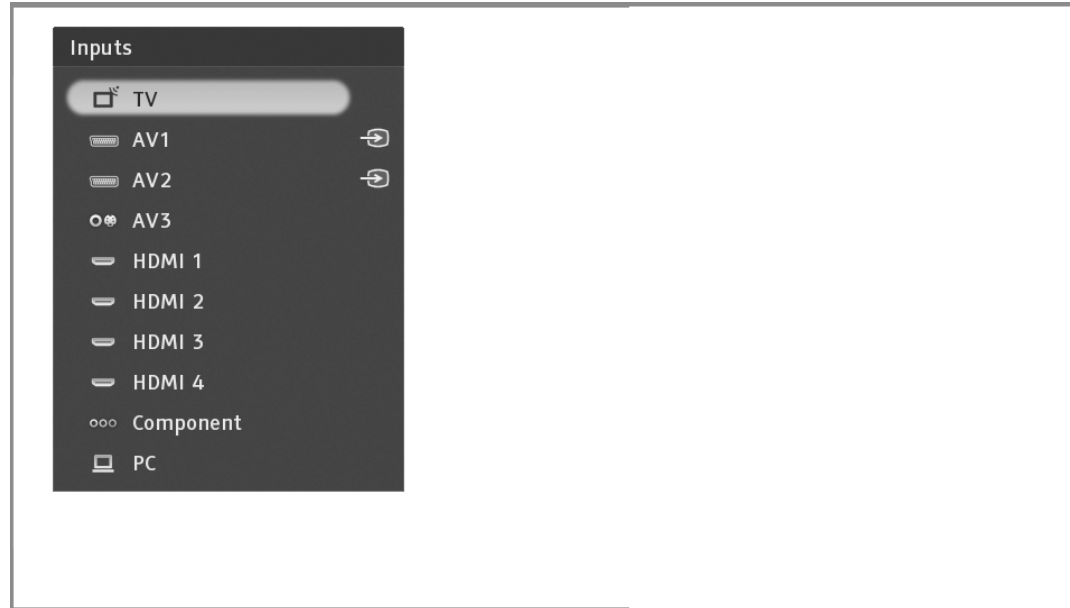 Inputs
TV
AV1
AV2
AV3
HDMI 1
HDMI 2
HDMI 3
HDMI 4
Component
PC